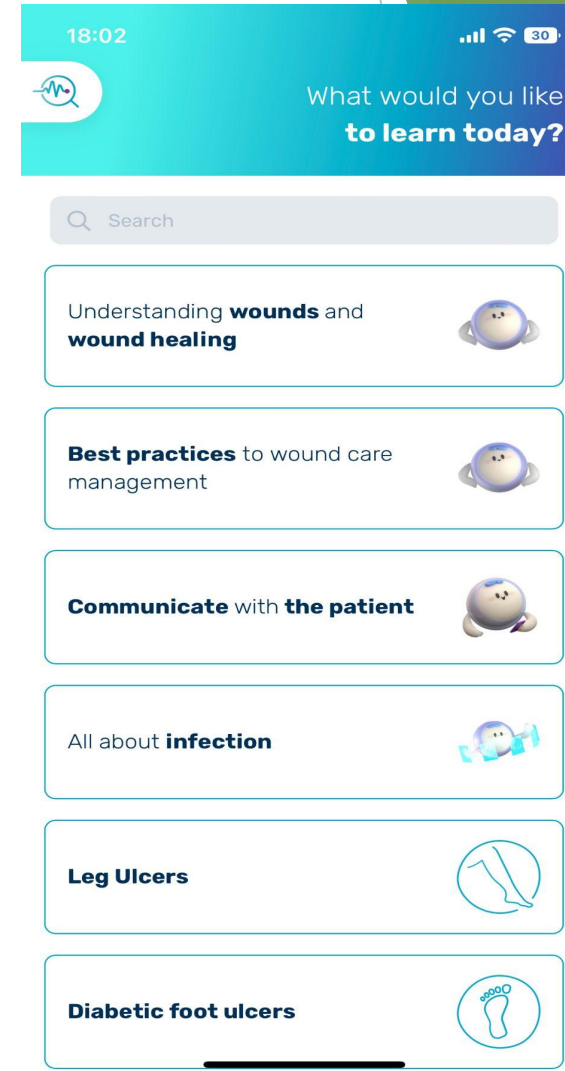 18:02
30
What would you like
to learn today?
Search
Understanding wounds and
wound healing
Best practices to wound care
management
Communicate with the patient
All about infection
Leg Ulcers
Diabetic foot ulcers